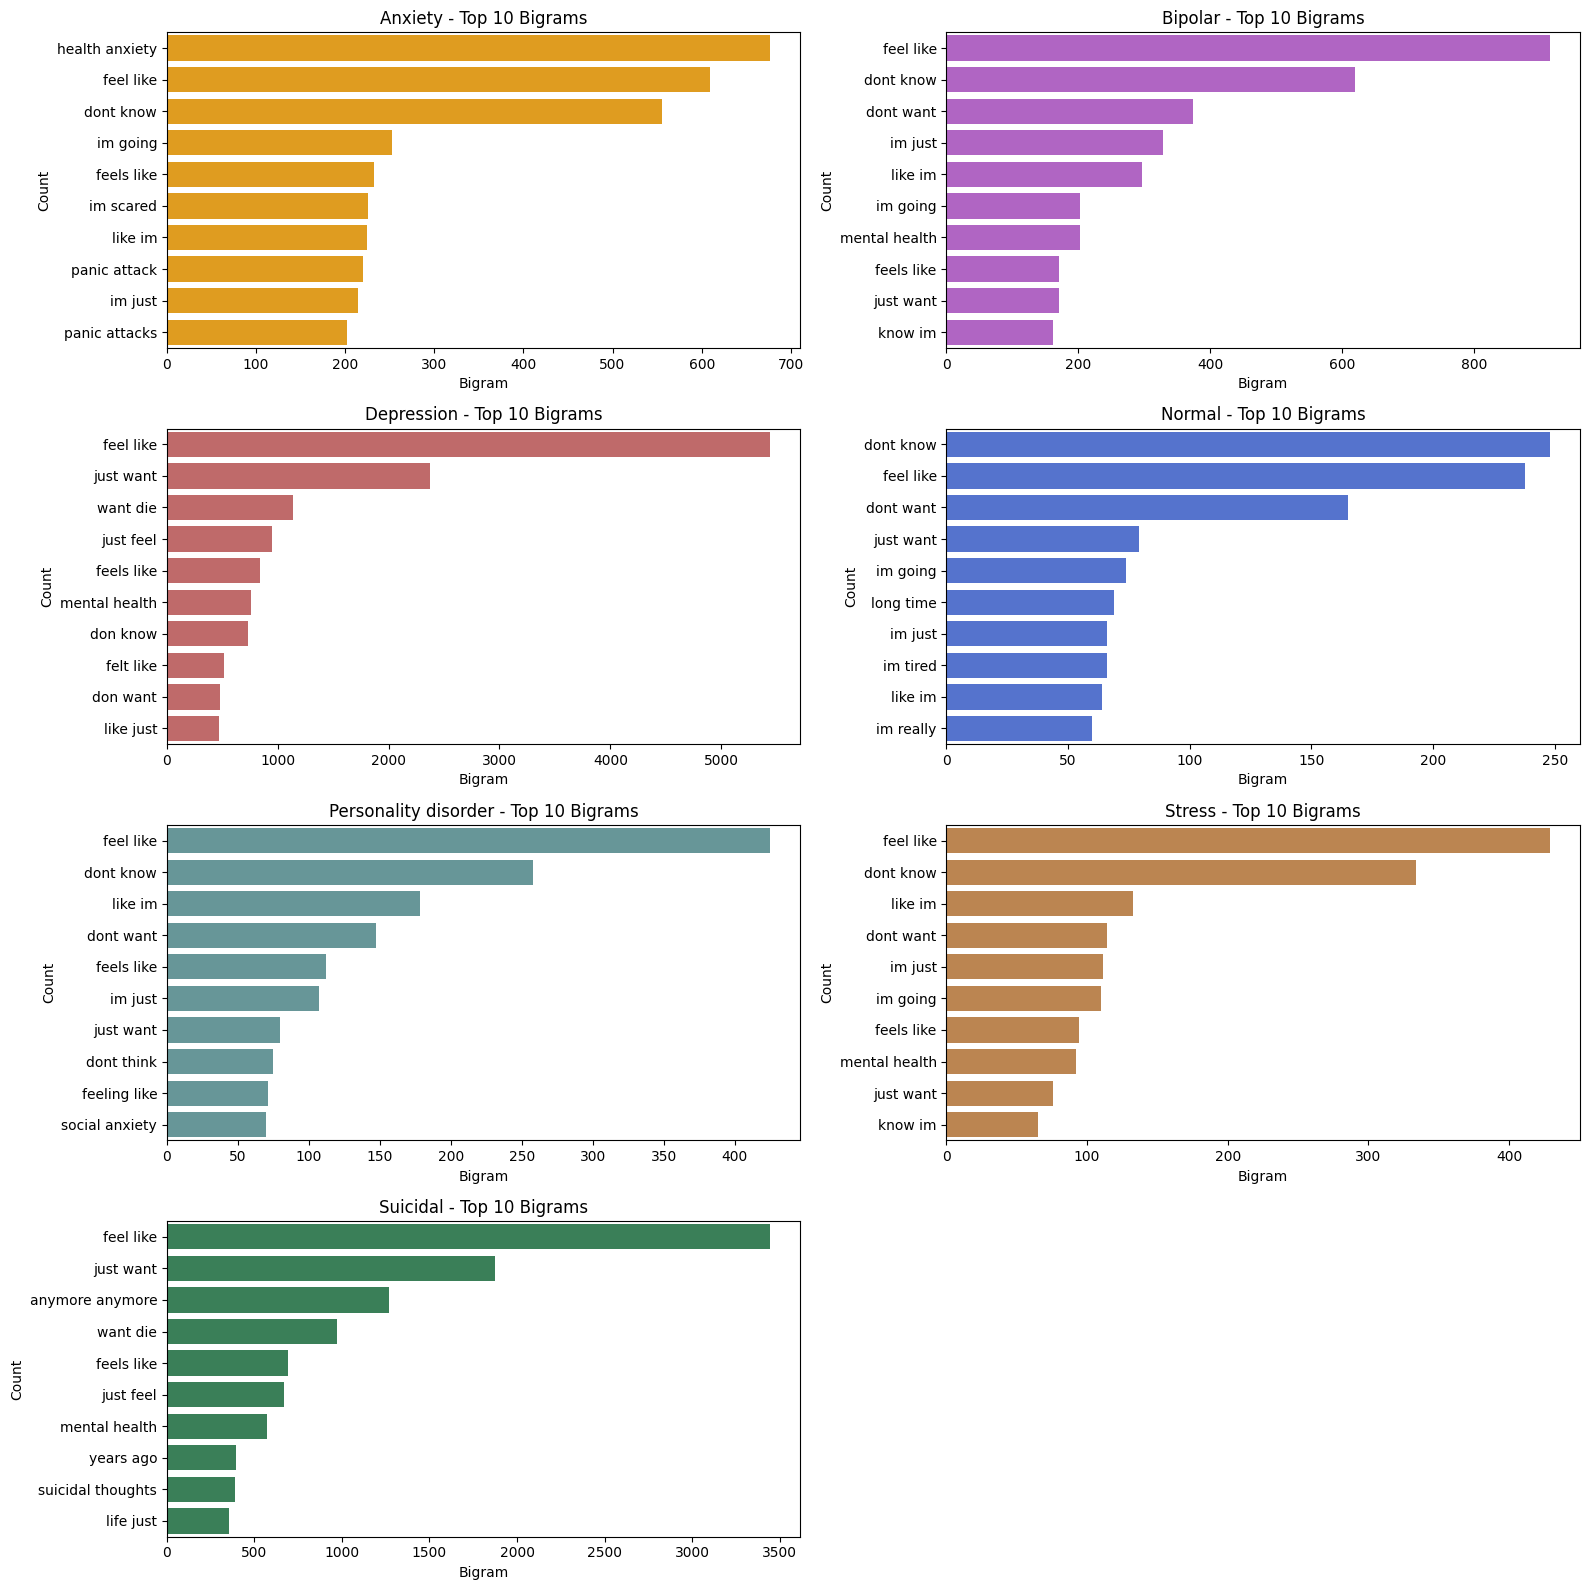 Anxiety - Top 10 Bigrams
health anxiety
feel like
dont know
im going
feels like
im scared
like im
panic attack
im just
panic attacks
Count
0 100 200 300 400 500 600 700
Bigram
Bipolar - Top 10 Bigrams
feel like
dont know
dont want
im just
like im
im going
mental health
feels like
just want
know im
Count
0 200 400 600 800
Bigram
Depression - Top 10 Bigrams
feel like
just want
want die
just feel
feels like
mental health
don know
felt like
don want
like just
Count
0 1000 2000 3000 4000 5000
Bigram
Normal - Top 10 Bigrams
dont know
feel like
dont want
just want
im going
long time
im just
im tired
like im
im really
Count
0 50 100 150 200 250
Bigram
Personality disorder - Top 10 Bigrams
feel like
dont know
like im
dont want
feels like
im just
just want
dont think
feeling like
social anxiety
Count
0 50 100 150 200 250 300 350 400
Bigram
Stress - Top 10 Bigrams
feel like
dont know
like im
dont want
im just
im going
feels like
mental health
just want
know im
Count
0 100 200 300 400
Bigram
Suicidal - Top 10 Bigrams
feel like
just want
anymore anymore
want die
feels like
just feel
mental health
years ago
suicidal thoughts
life just
Count
0 500 1000 1500 2000 2500 3000 3500
Bigram